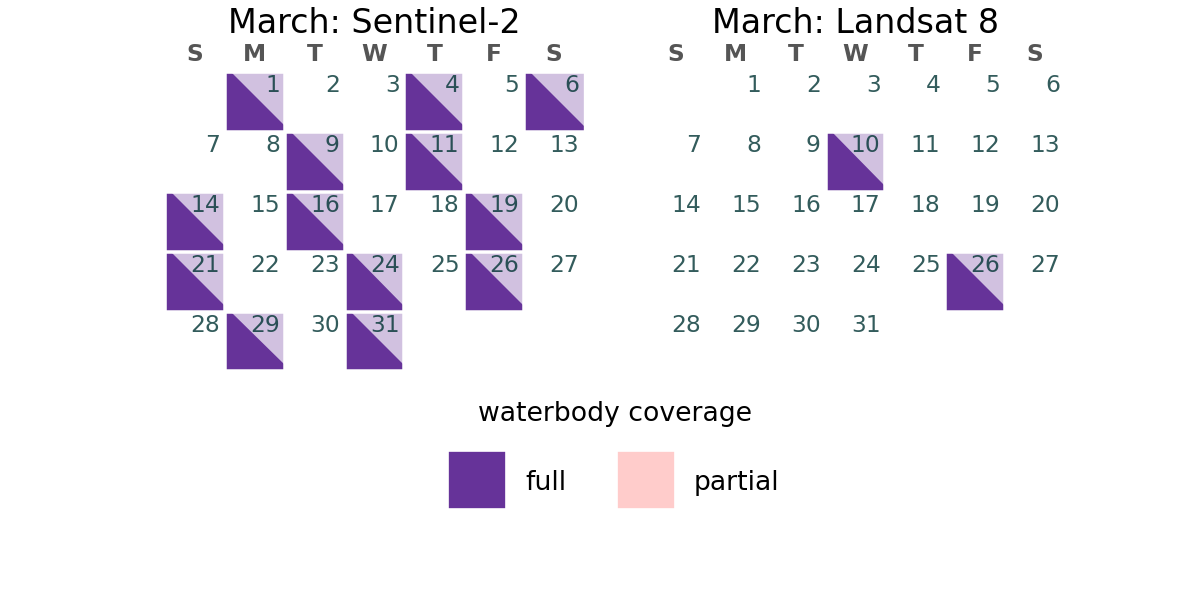 March: Sentinel-2
S M T W T F S
1 2 3 4 5 6
7 8 9 10 11 12 13
14 15 16 17 18 19 20
21 22 23 24 25 26 27
28 29 30 31
March: Landsat 8
S M T W T F S
1 2 3 4 5 6
7 8 9 10 11 12 13
14 15 16 17 18 19 20
21 22 23 24 25 26 27
28 29 30 31
waterbody coverage
full partial